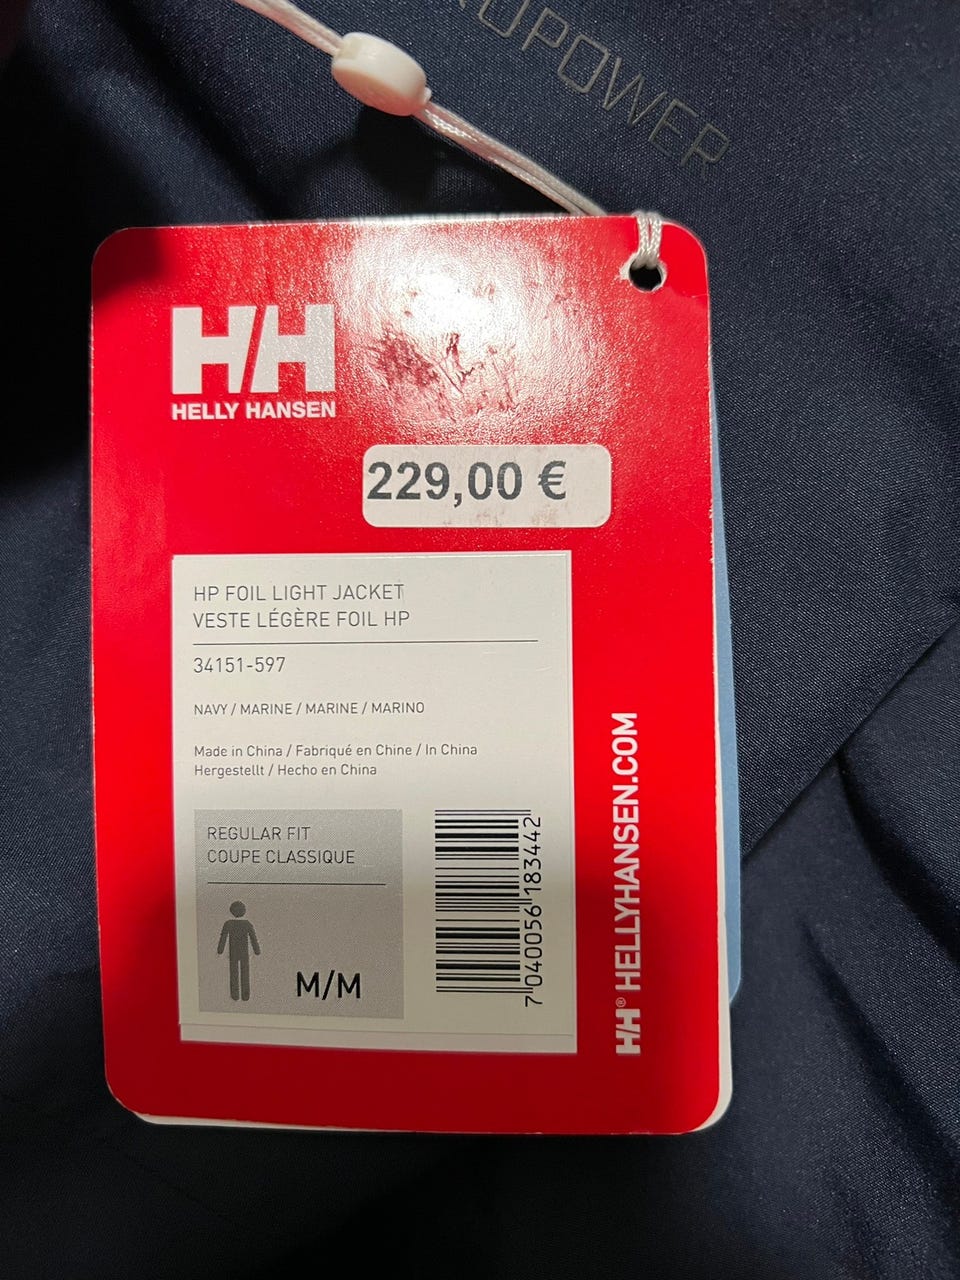 HH
HELLY HANSEN
229,00 €
HP FOIL LIGHT JACKET
VESTE LÉGÈRE FOIL HP
34151-597
NAVY / MARINE / MARINE / MARINO
Made in China / Fabriqué en Chine / In China
Hergestellt / Hecho en China
REGULAR FIT
COUPE CLASSIQUE
M/M
7 040056 183442
HH® HELLYHANSEN.COM